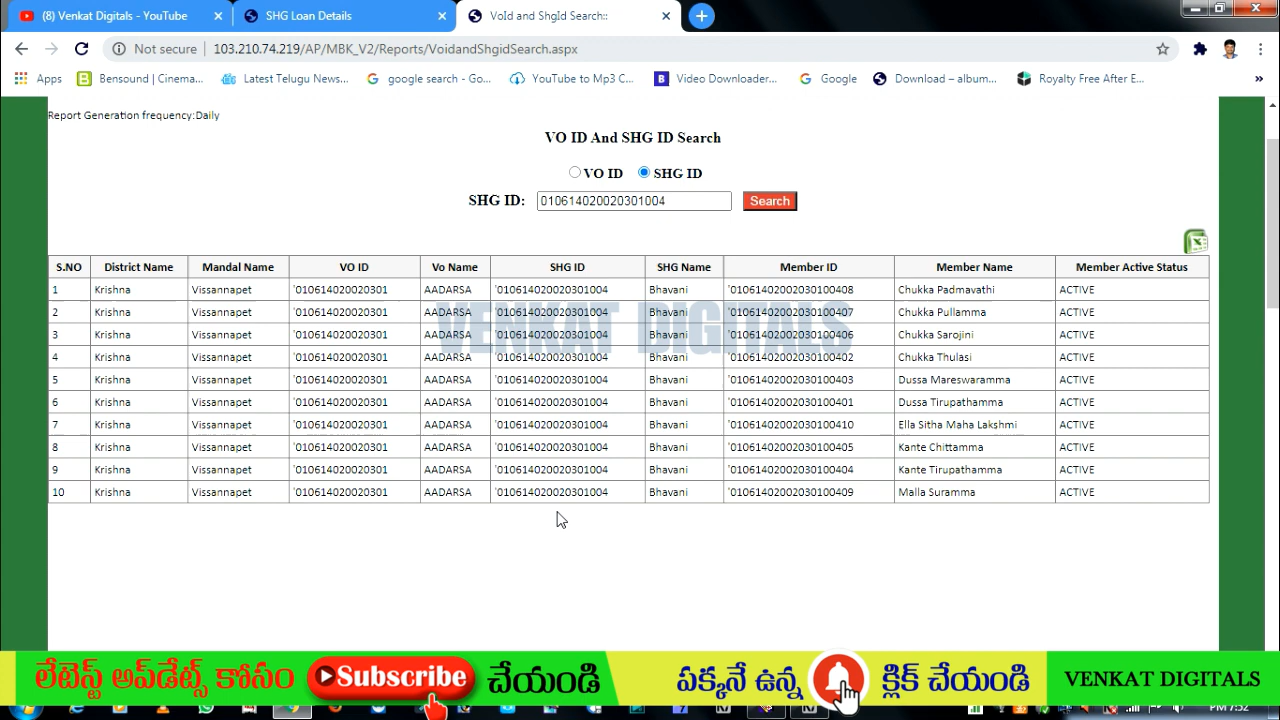 (8) Venkat Digitals - YouTube
SHG Loan Details
VoId and ShgId Search::
Not secure | 103.210.74.219/AP/MBK_V2/Reports/VoidandShgidSearch.aspx
Apps Bensound | Cinema... Latest Telugu News... google search - Go... YouTube to Mp3 C... Video Downloader... Google Download – album... Royalty Free After E... »
Report Generation frequency:Daily
VO ID And SHG ID Search
VO ID SHG ID
SHG ID: 010614020020301004 Search
S.NO District Name Mandal Name VO ID Vo Name SHG ID SHG Name Member ID Member Name Member Active Status
1 Krishna Vissannapet '010614020020301 AADARSA '010614020020301004 Bhavani '01061402002030100408 Chukka Padmavathi ACTIVE
2 Krishna Vissannapet '010614020020301 AADARSA '010614020020301004 Bhavani '01061402002030100407 Chukka Pullamma ACTIVE
3 Krishna Vissannapet '010614020020301 AADARSA '010614020020301004 Bhavani '01061402002030100406 Chukka Sarojini ACTIVE
4 Krishna Vissannapet '010614020020301 AADARSA '010614020020301004 Bhavani '01061402002030100402 Chukka Thulasi ACTIVE
5 Krishna Vissannapet '010614020020301 AADARSA '010614020020301004 Bhavani '01061402002030100403 Dussa Mareswaramma ACTIVE
6 Krishna Vissannapet '010614020020301 AADARSA '010614020020301004 Bhavani '01061402002030100401 Dussa Tirupathamma ACTIVE
7 Krishna Vissannapet '010614020020301 AADARSA '010614020020301004 Bhavani '01061402002030100410 Ella Sitha Maha Lakshmi ACTIVE
8 Krishna Vissannapet '010614020020301 AADARSA '010614020020301004 Bhavani '01061402002030100405 Kante Chittamma ACTIVE
9 Krishna Vissannapet '010614020020301 AADARSA '010614020020301004 Bhavani '01061402002030100404 Kante Tirupathamma ACTIVE
10 Krishna Vissannapet '010614020020301 AADARSA '010614020020301004 Bhavani '01061402002030100409 Malla Suramma ACTIVE
VENKAT DIGITALS
లేటెస్ట్ అప్‌డేట్స్ కోసం Subscribe చేయండి పక్కనే ఉన్న క్లిక్ చేయండి VENKAT DIGITALS
PM 7:52